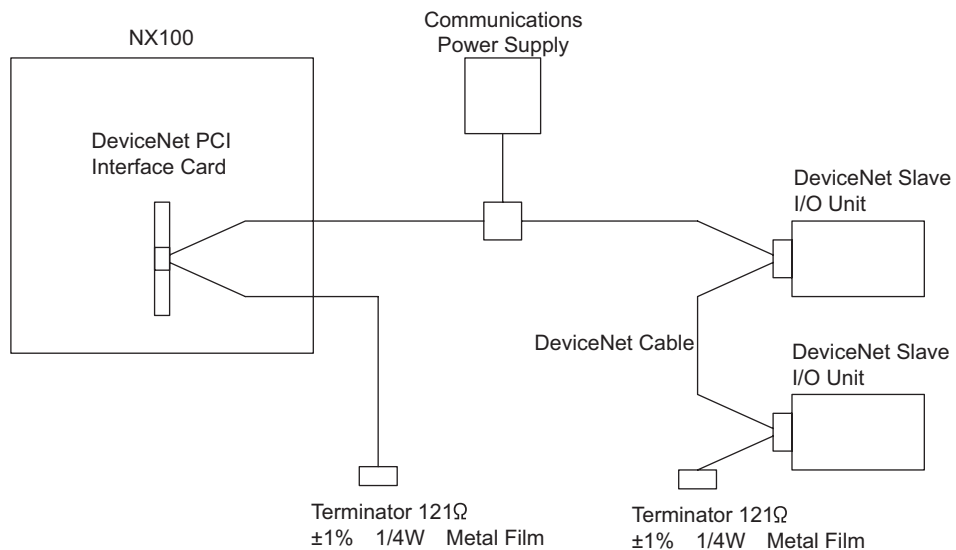 Communications
Power Supply
NX100
DeviceNet PCI
Interface Card
DeviceNet Slave
I/O Unit
DeviceNet Cable
DeviceNet Slave
I/O Unit
Terminator 121Ω
±1% 1/4W Metal Film
Terminator 121Ω
±1% 1/4W Metal Film